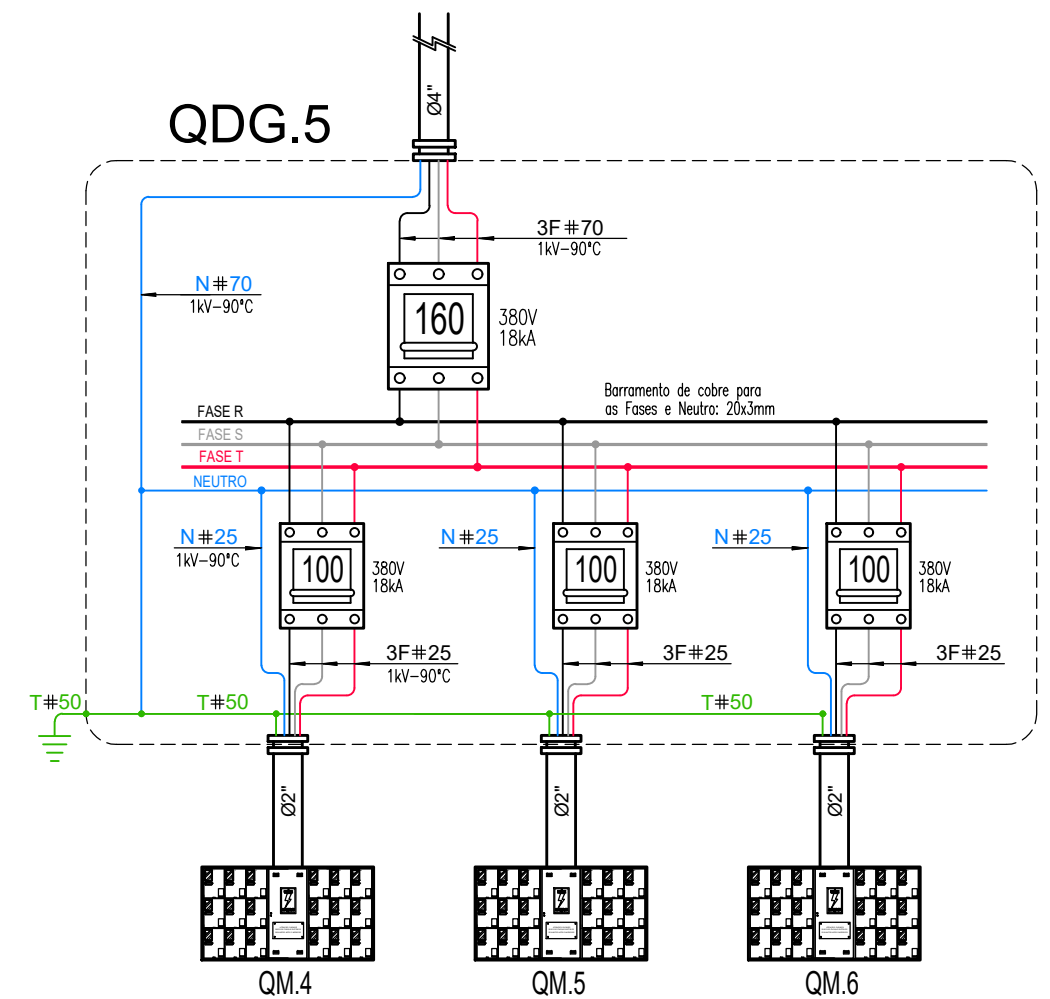 Ø4"
QDG.5
3F#70
1kV-90°C
N#70
1kV-90°C
160
380V
18kA
Barramento de cobre para
as Fases e Neutro: 20x3mm
FASE R
FASE S
FASE T
NEUTRO
N#25
1kV-90°C
100
380V
18kA
N#25
100
380V
18kA
N#25
100
380V
18kA
3F#25
1kV-90°C
3F#25
3F#25
T#50
T#50
T#50
Ø2"
Ø2"
Ø2"
QM.4
QM.5
QM.6